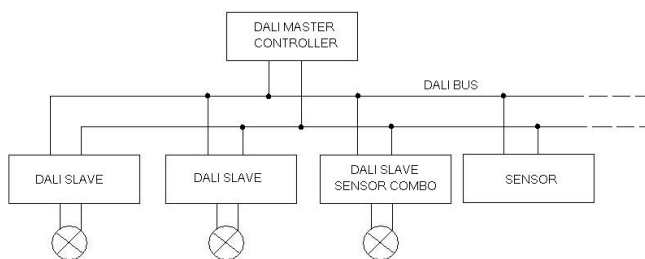 DALI MASTER
CONTROLLER
DALI BUS
DALI SLAVE
DALI SLAVE
DALI SLAVE
SENSOR COMBO
SENSOR